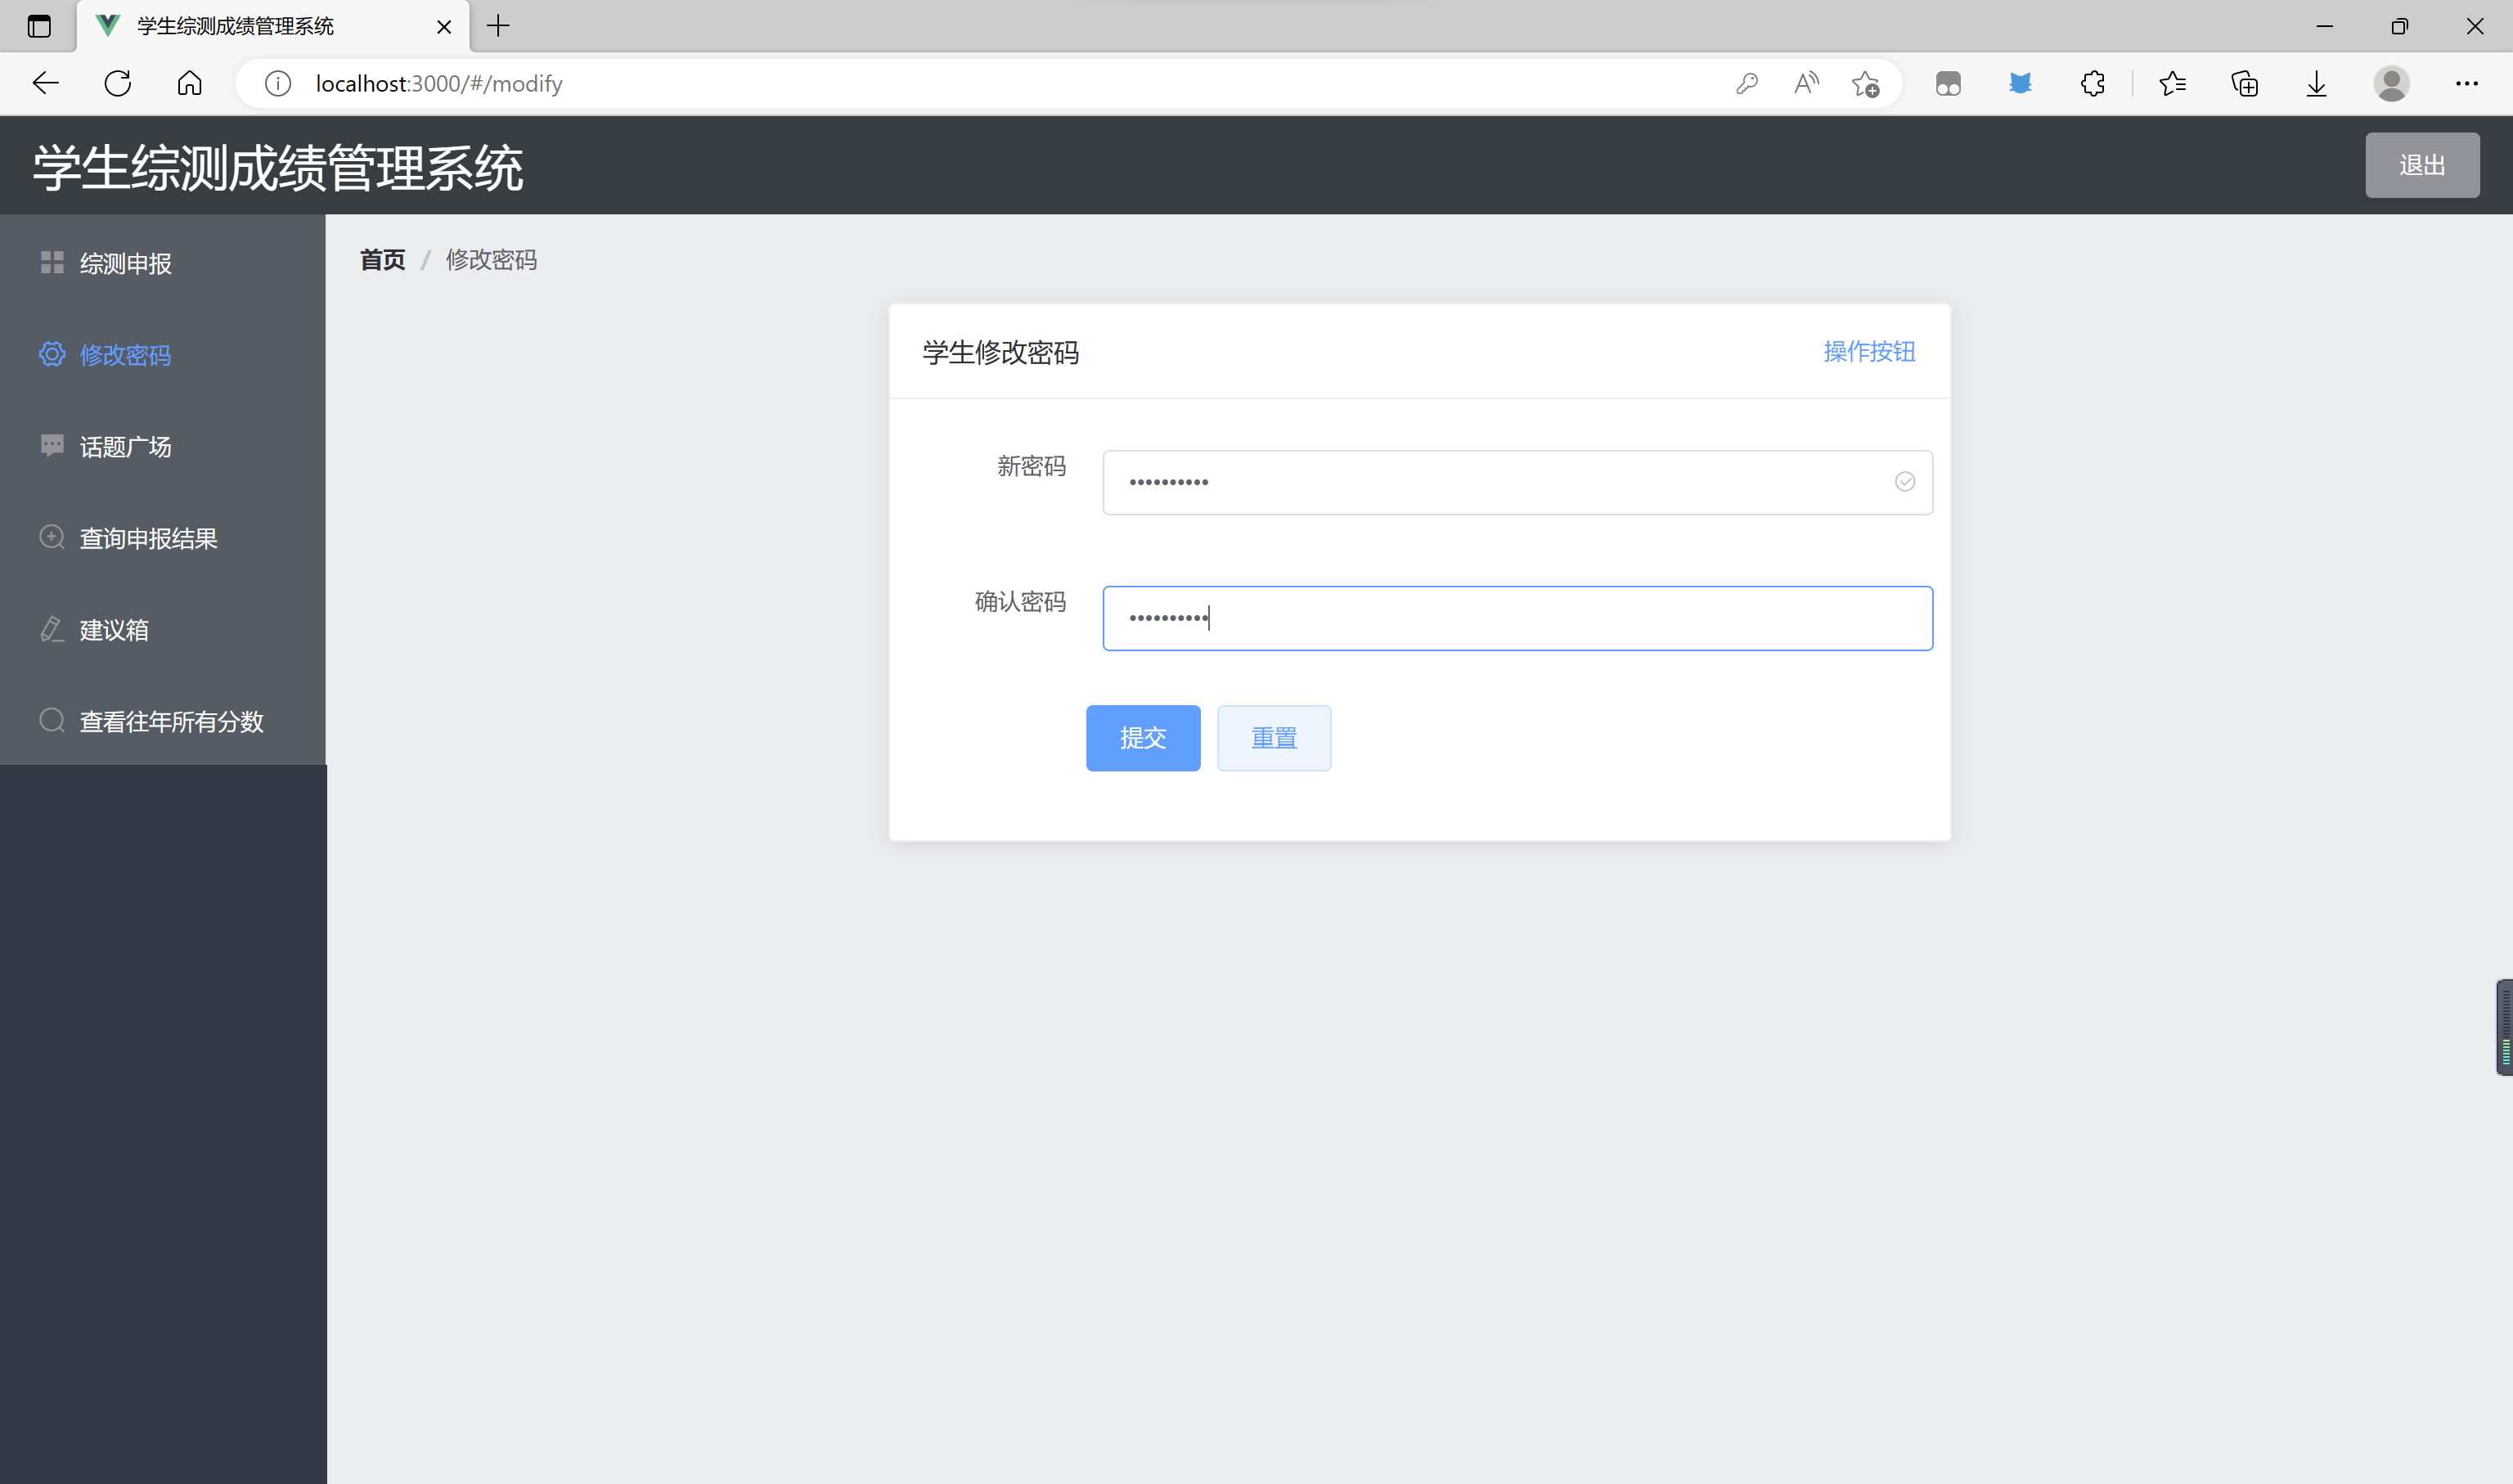 学生综测成绩管理系统
localhost:3000/#/modify
学生综测成绩管理系统
退出
综测申报
修改密码
话题广场
查询申报结果
建议箱
查看往年所有分数
首页 / 修改密码
学生修改密码
操作按钮
新密码
••••••••••
确认密码
••••••••••
提交
重置